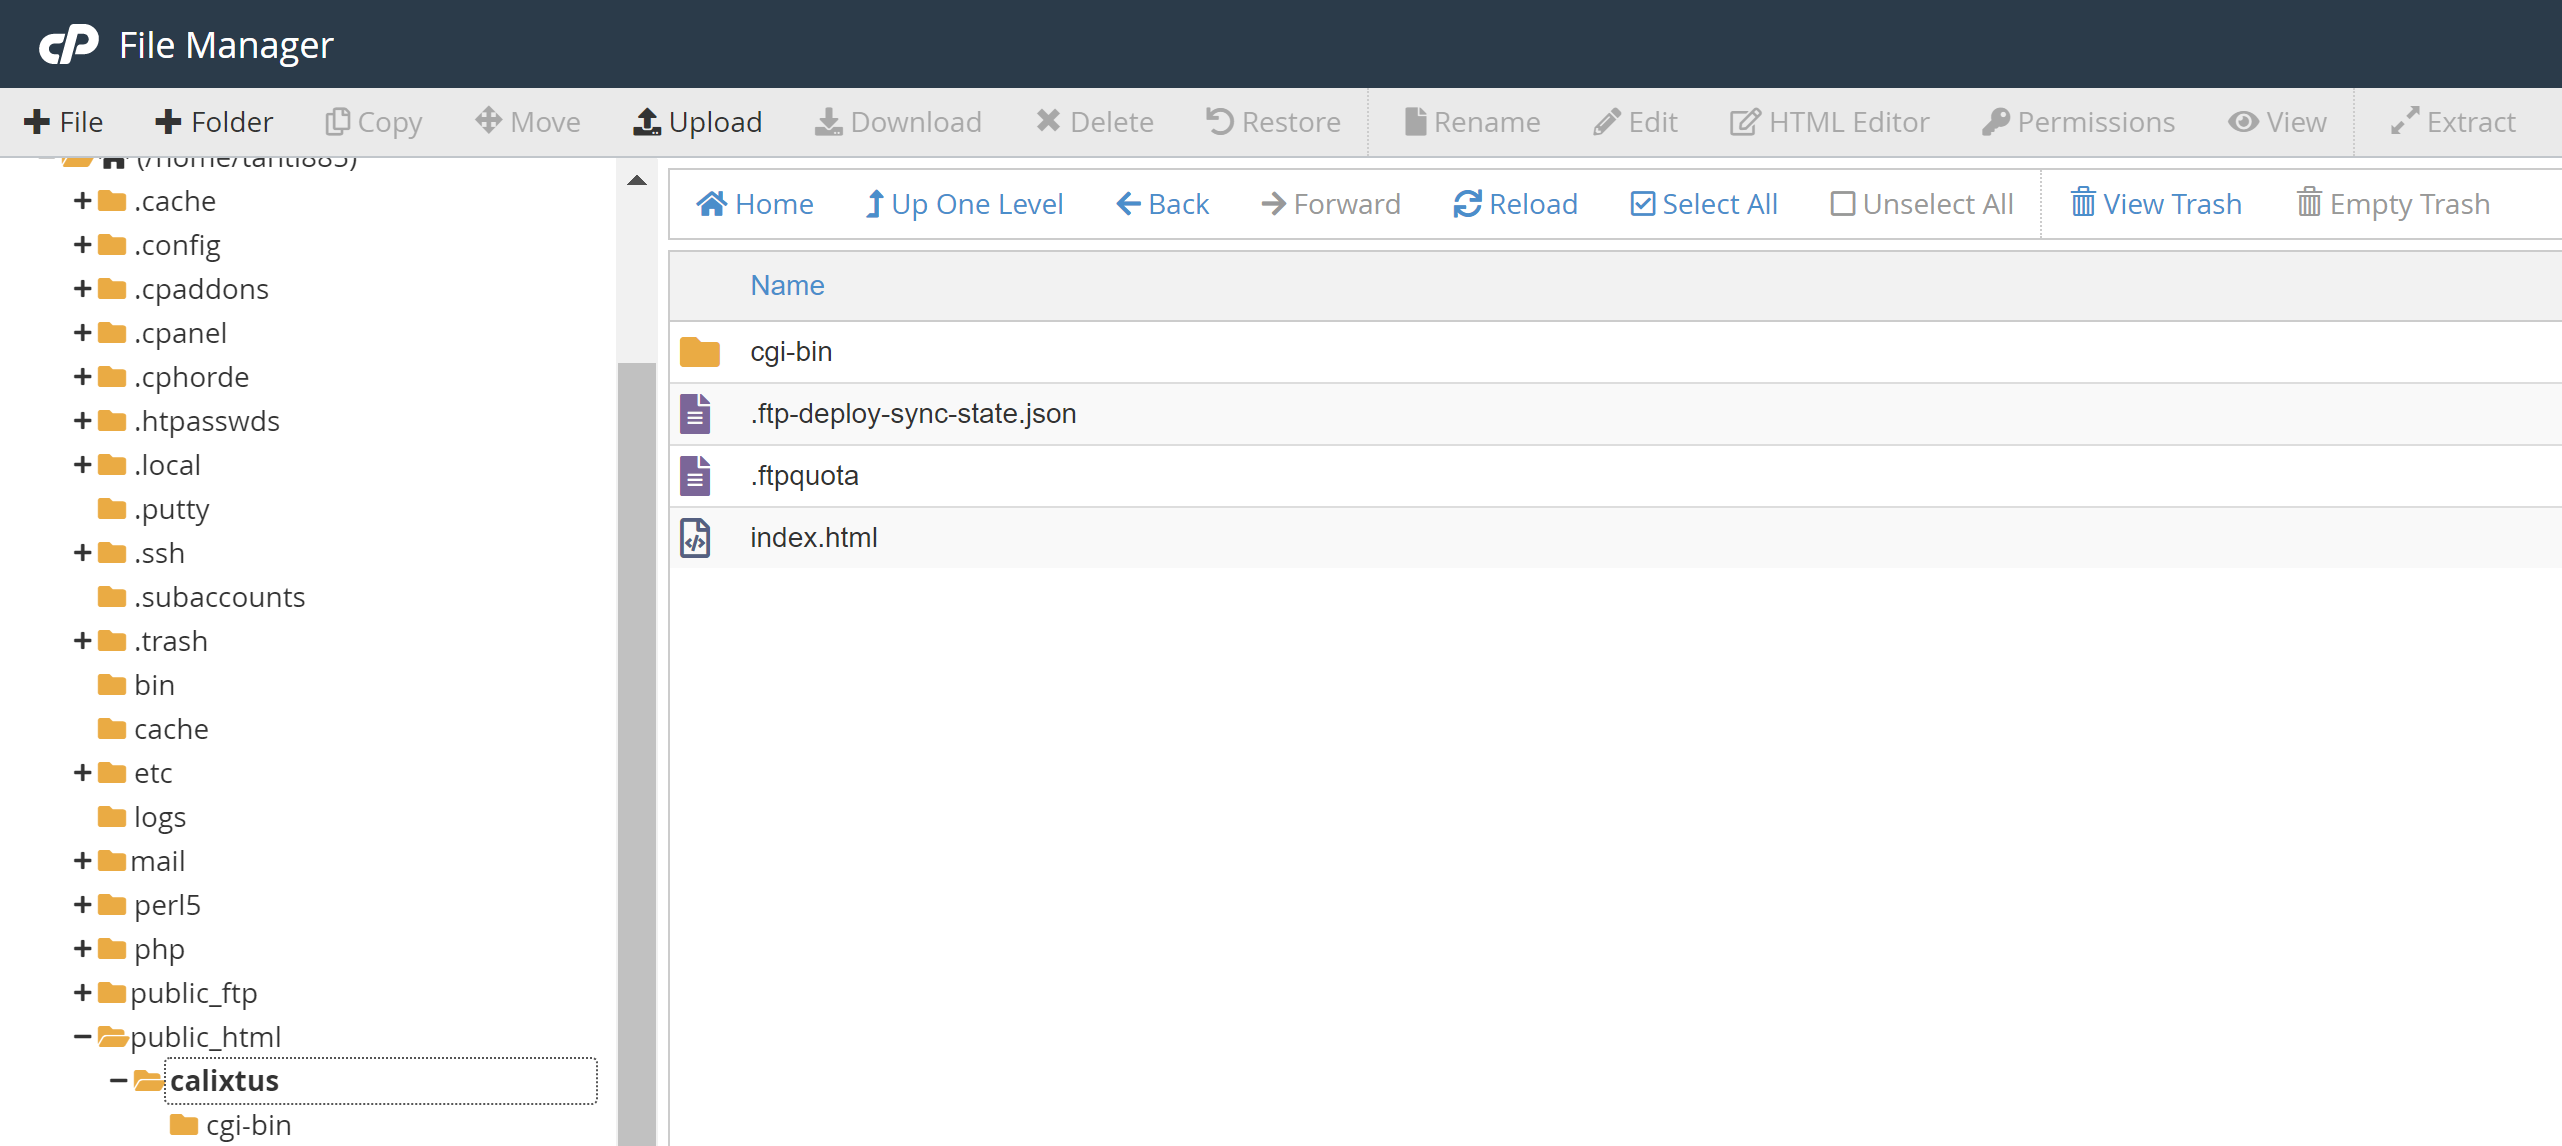 cP File Manager
File Folder Copy Move Upload Download Delete Restore Rename Edit HTML Editor Permissions View Extract
(/home/tanti885)
.cache
.config
.cpaddons
.cpanel
.cphorde
.htpasswds
.local
.putty
.ssh
.subaccounts
.trash
bin
cache
etc
logs
mail
perl5
php
public_ftp
public_html
calixtus
cgi-bin
Home Up One Level Back Forward Reload Select All Unselect All View Trash Empty Trash
Name
cgi-bin
.ftp-deploy-sync-state.json
.ftpquota
index.html